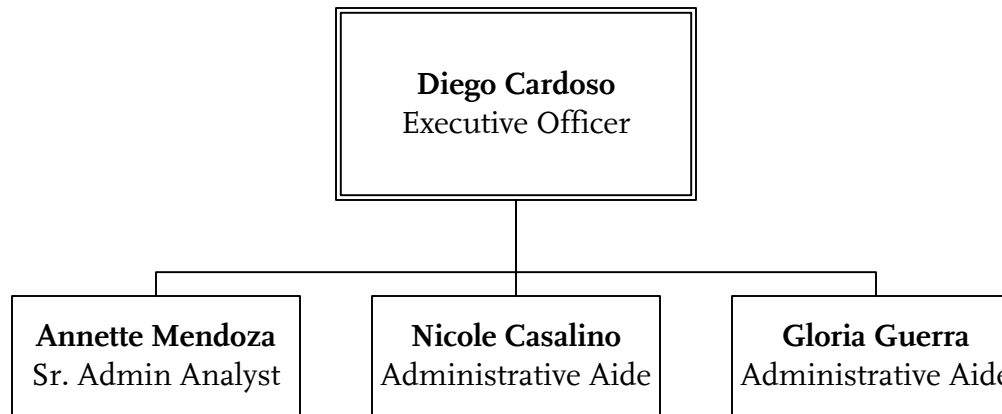 Diego Cardoso
Executive Officer
Annette Mendoza
Sr. Admin Analyst
Nicole Casalino
Administrative Aide
Gloria Guerra
Administrative Aide